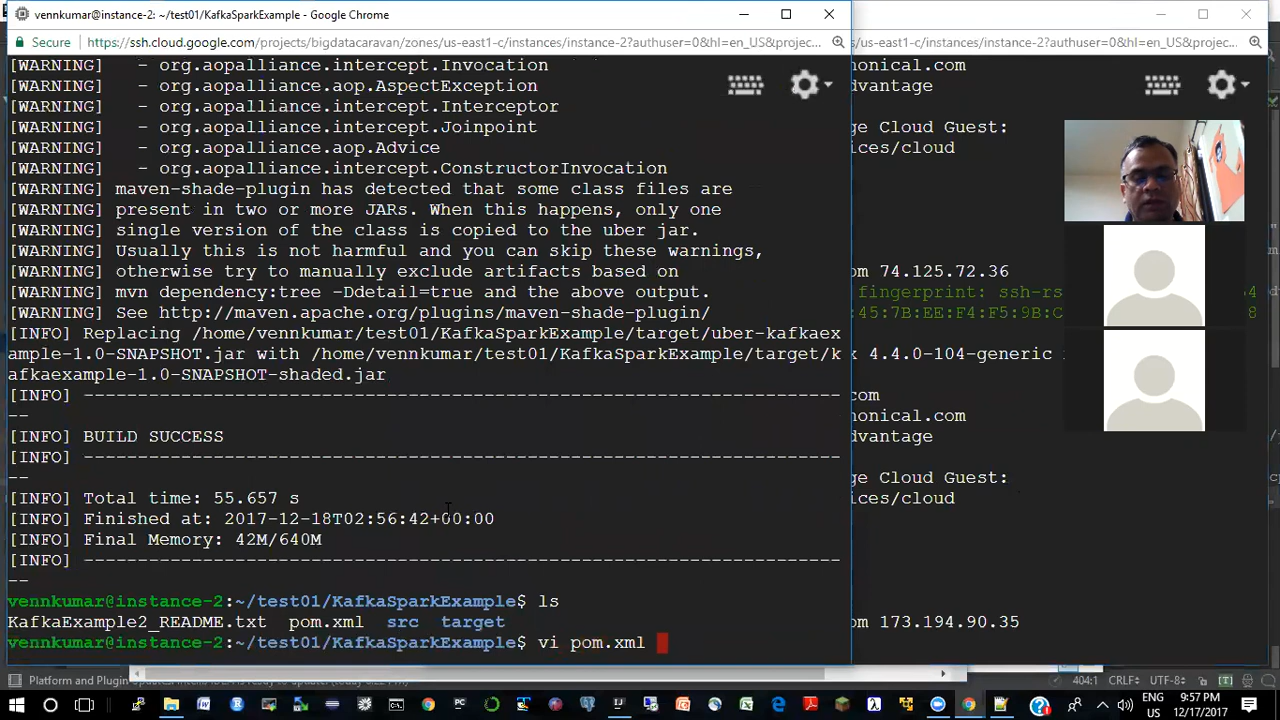 vennkumar@instance-2: ~/test01/KafkaSparkExample - Google Chrome
Secure
https://ssh.cloud.google.com/projects/bigdatacaravan/zones/us-east1-c/instances/instance-2?authuser=0&hl=en_US&projec...
/us-east1-c/instances/instance-2?authuser=0&hl=en_US&projec...
[WARNING]   - org.aopalliance.intercept.Invocation
[WARNING]   - org.aopalliance.aop.AspectException
[WARNING]   - org.aopalliance.intercept.Interceptor
[WARNING]   - org.aopalliance.intercept.Joinpoint
[WARNING]   - org.aopalliance.aop.Advice
[WARNING]   - org.aopalliance.intercept.ConstructorInvocation
[WARNING] maven-shade-plugin has detected that some class files are
[WARNING] present in two or more JARs. When this happens, only one
[WARNING] single version of the class is copied to the uber jar.
[WARNING] Usually this is not harmful and you can skip these warnings,
[WARNING] otherwise try to manually exclude artifacts based on
[WARNING] mvn dependency:tree -Ddetail=true and the above output.
[WARNING] See http://maven.apache.org/plugins/maven-shade-plugin/
[INFO] Replacing /home/vennkumar/test01/KafkaSparkExample/target/uber-kafkaex
ample-1.0-SNAPSHOT.jar with /home/vennkumar/test01/KafkaSparkExample/target/k
afkaexample-1.0-SNAPSHOT-shaded.jar
[INFO] ----------------------------------------------------------------------
--
[INFO] BUILD SUCCESS
[INFO] ----------------------------------------------------------------------
--
[INFO] Total time: 55.657 s
[INFO] Finished at: 2017-12-18T02:56:42+00:00
[INFO] Final Memory: 42M/640M
[INFO] ----------------------------------------------------------------------
--
vennkumar@instance-2:~/test01/KafkaSparkExample$ ls
KafkaExample2_README.txt  pom.xml  src  target
vennkumar@instance-2:~/test01/KafkaSparkExample$ vi pom.xml
nonical.com
vantage
ge Cloud Guest:
ices/cloud
om 74.125.72.36
fingerprint: ssh-rs
:45:7B:EE:F4:F5:9B:C
x 4.4.0-104-generic
com
nonical.com
dvantage
ge Cloud Guest:
ices/cloud
om 173.194.90.35
Platform and Plugin
404:1
CRLF
UTF-8
ENG
US
9:57 PM
12/17/2017